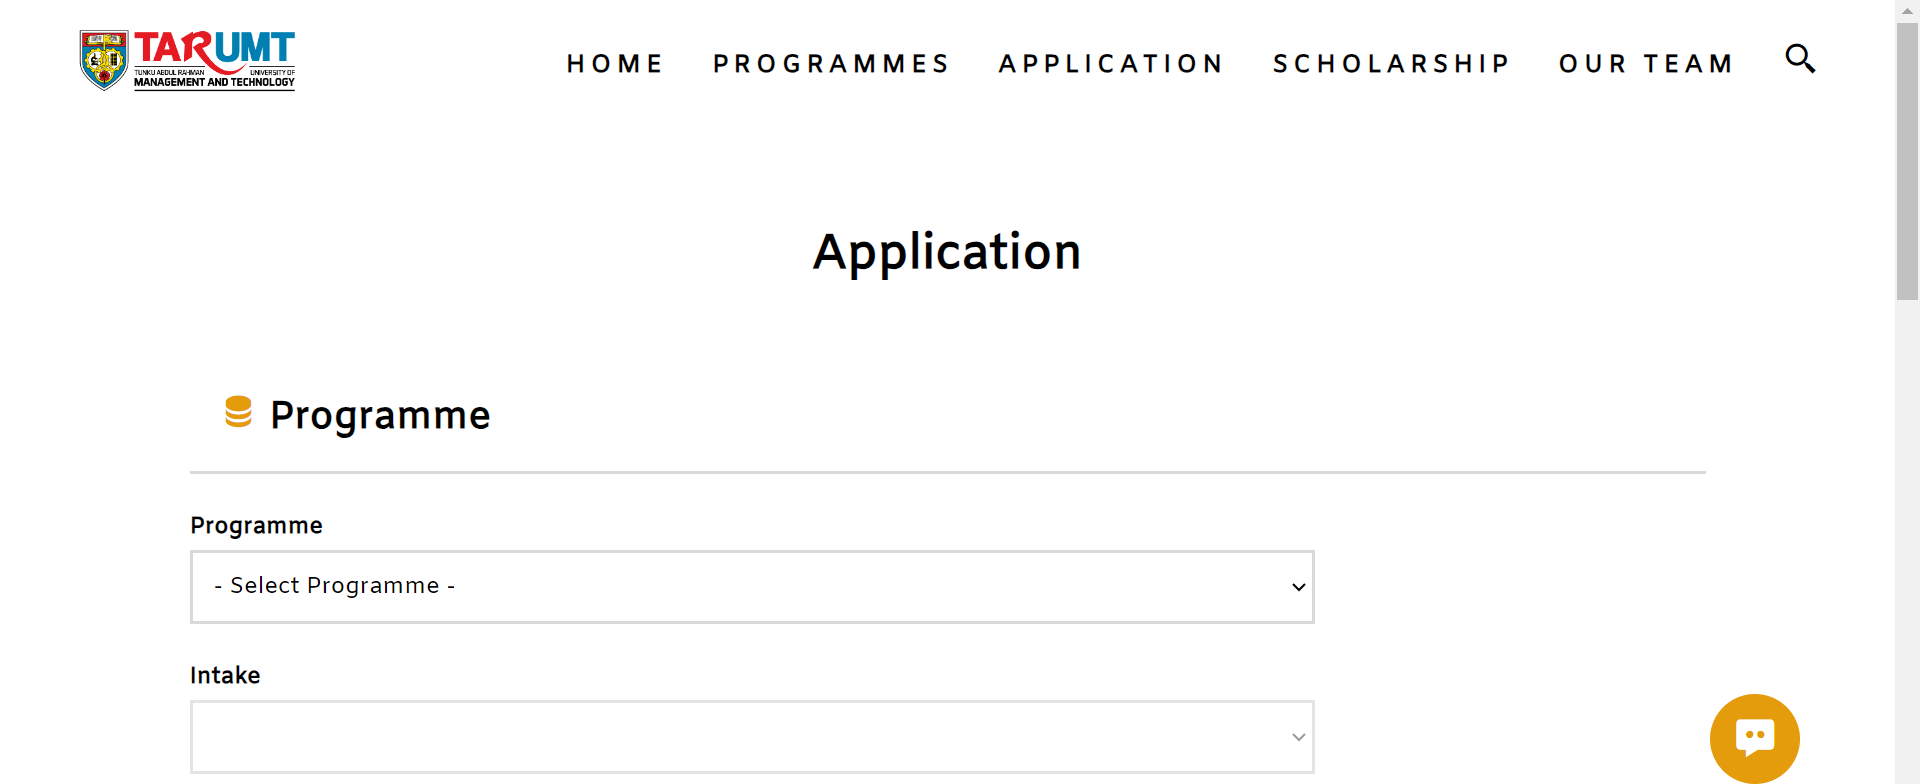 TARUMT
TUNKU ABDUL RAHMAN UNIVERSITY OF
MANAGEMENT AND TECHNOLOGY
HOME PROGRAMMES APPLICATION SCHOLARSHIP OUR TEAM
Application
Programme
Programme
- Select Programme -
Intake